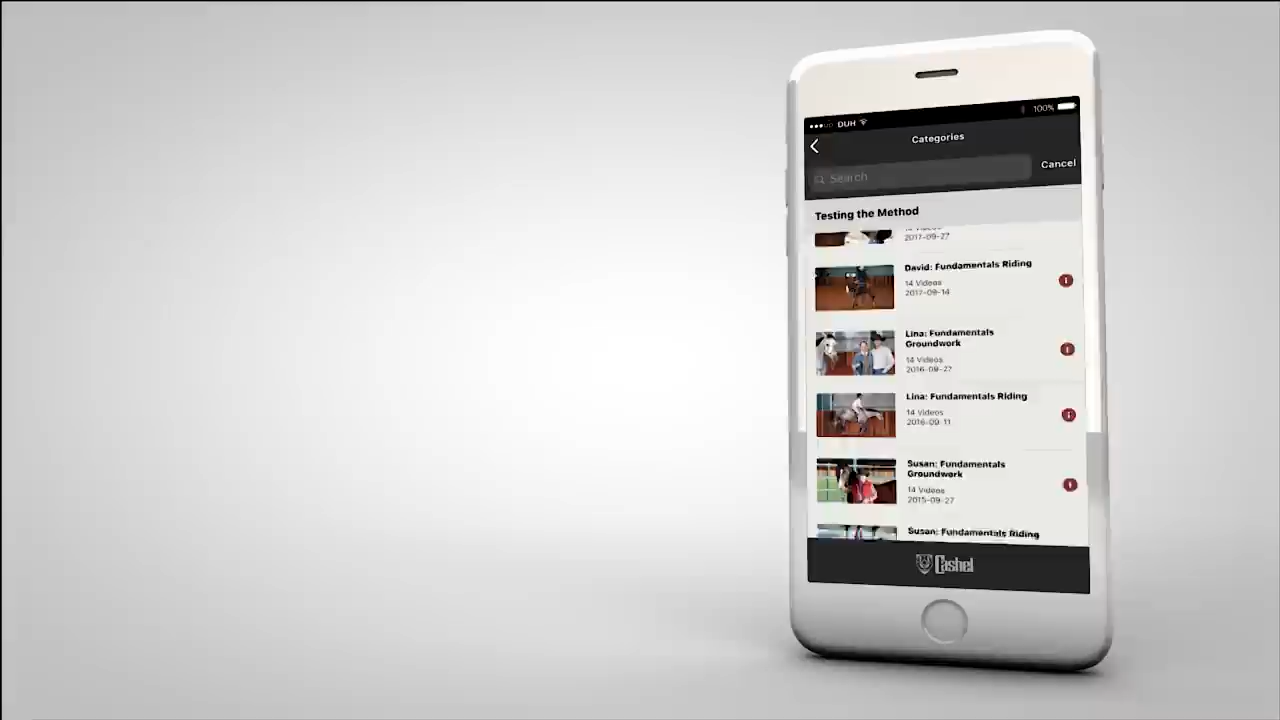 DUH
100%
Categories
Search
Cancel
Testing the Method
14 Videos
2017-09-27
David: Fundamentals Riding
14 Videos
2017-09-14
Lina: Fundamentals
Groundwork
14 Videos
2016-09-27
Lina: Fundamentals Riding
14 Videos
2016-09-11
Susan: Fundamentals
Groundwork
14 Videos
2015-09-27
Susan: Fundamentals Riding
Cashel